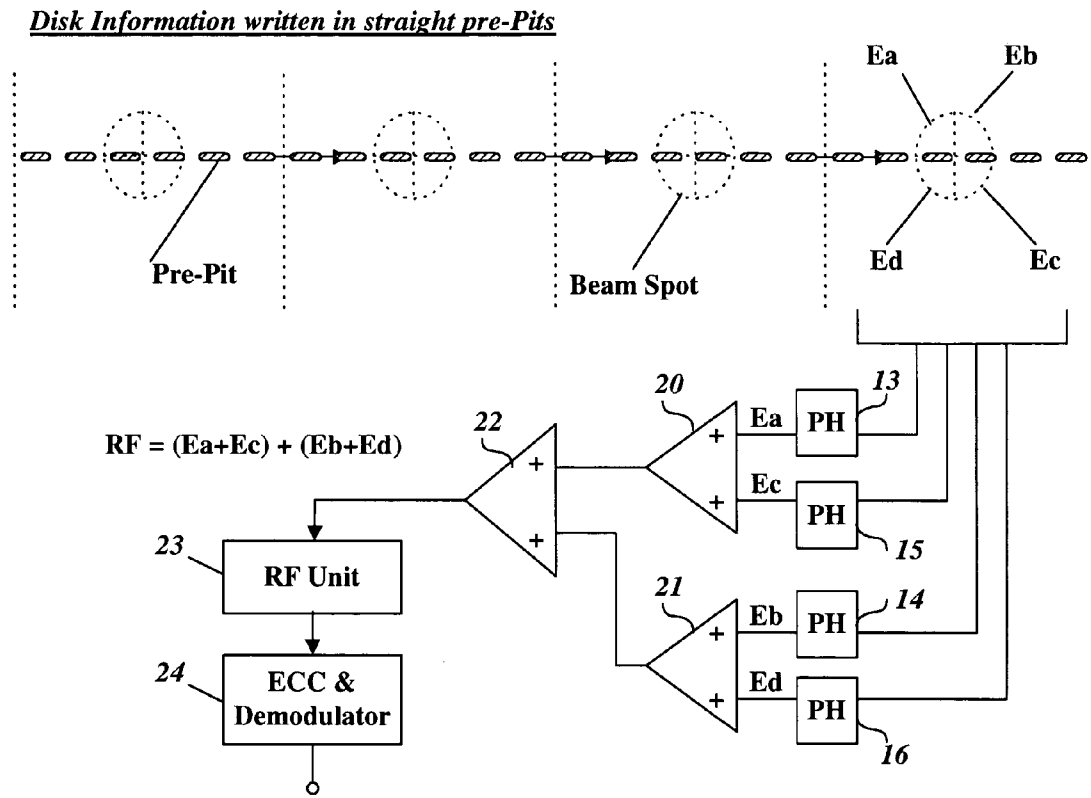 Disk Information written in straight pre-Pits
Ea
Eb
Pre-Pit
Beam Spot
Ed
Ec
RF = (Ea+Ec) + (Eb+Ed)
22
+
+
20
+
+
Ea
PH
13
Ec
PH
15
23
RF Unit
21
+
+
Eb
PH
14
Ed
PH
16
24
ECC &
Demodulator